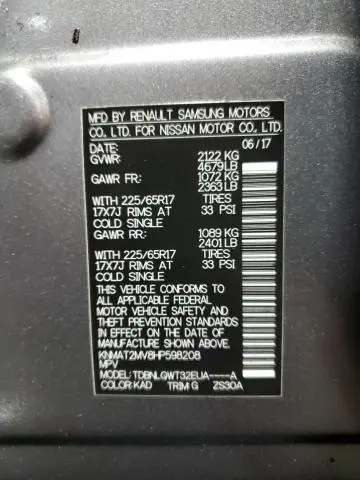 MFD BY RENAULT SAMSUNG MOTORS
CO., LTD. FOR NISSAN MOTOR CO., LTD.
DATE: 06/17
GVWR: 2122 KG
4679 LB
GAWR FR: 1072 KG
2363 LB
WITH 225/65R17 TIRES
17X7J RIMS AT 33 PSI
COLD SINGLE
GAWR RR: 1089 KG
2401 LB
WITH 225/65R17 TIRES
17X7J RIMS AT 33 PSI
COLD SINGLE
THIS VEHICLE CONFORMS TO
ALL APPLICABLE FEDERAL
MOTOR VEHICLE SAFETY AND
THEFT PREVENTION STANDARDS
IN EFFECT ON THE DATE OF
MANUFACTURE SHOWN ABOVE.
KNMAT2MV8HP598208
MPV
MODEL: TDBNLGWT32EUA----A
COLOR:KAD TRIM:G ZS30A